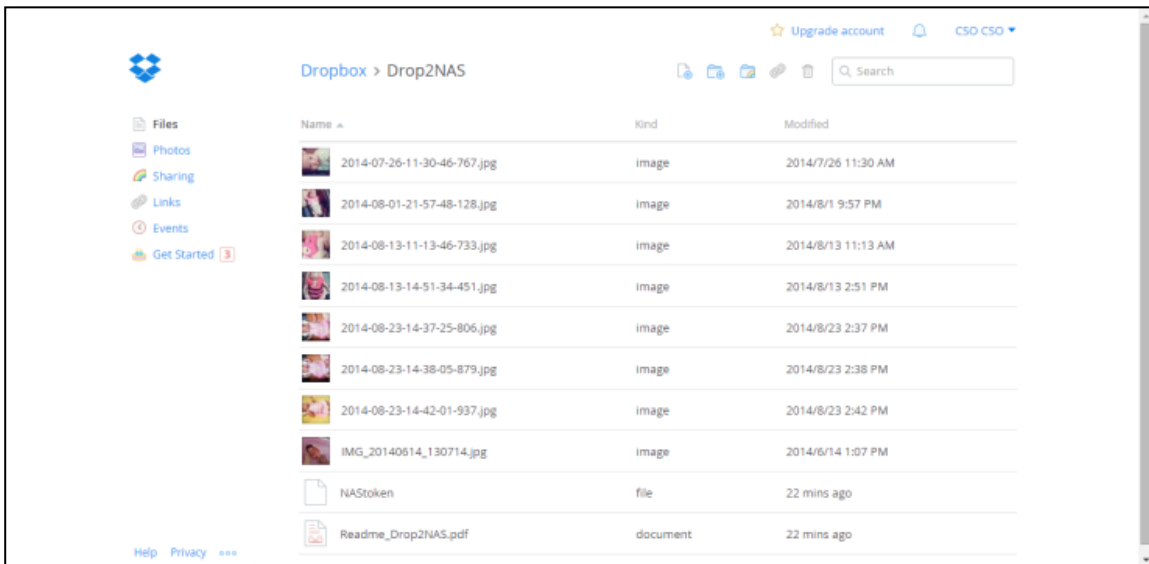 Upgrade account CSO CSO
Dropbox > Drop2NAS Search
Files
Photos
Sharing
Links
Events
Get Started 3
Name Kind Modified
2014-07-26-11-30-46-767.jpg image 2014/7/26 11:30 AM
2014-08-01-21-57-48-128.jpg image 2014/8/1 9:57 PM
2014-08-13-11-13-46-733.jpg image 2014/8/13 11:13 AM
2014-08-13-14-51-34-451.jpg image 2014/8/13 2:51 PM
2014-08-23-14-37-25-806.jpg image 2014/8/23 2:37 PM
2014-08-23-14-38-05-879.jpg image 2014/8/23 2:38 PM
2014-08-23-14-42-01-937.jpg image 2014/8/23 2:42 PM
IMG_20140614_130714.jpg image 2014/6/14 1:07 PM
NAStoken file 22 mins ago
Readme_Drop2NAS.pdf document 22 mins ago
Help Privacy